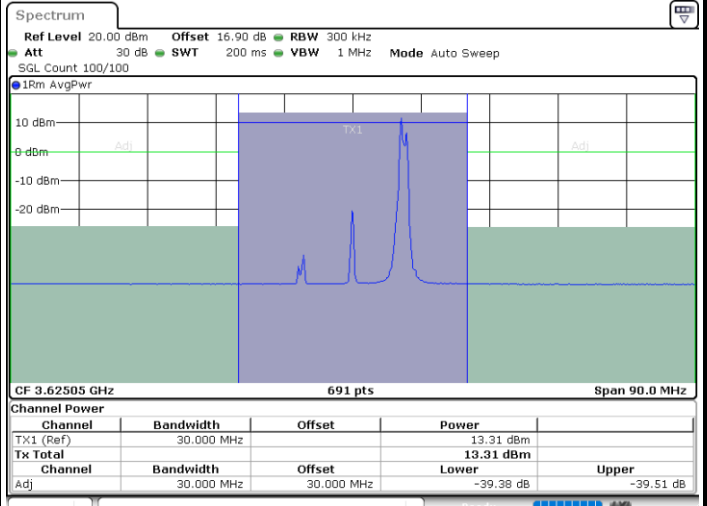 Spectrum
Ref Level 20.00 dBm Offset 16.90 dB RBW 300 kHz
Att 30 dB SWT 200 ms VBW 1 MHz Mode Auto Sweep
SGL Count 100/100
1Rm AvgPwr
10 dBm
TX1
Adj
Adj
0 dBm
-10 dBm
-20 dBm
CF 3.62505 GHz 691 pts Span 90.0 MHz
Channel Power
Channel Bandwidth Offset Power
TX1 (Ref) 30.000 MHz 13.31 dBm
Tx Total 13.31 dBm
Channel Bandwidth Offset Lower Upper
Adj 30.000 MHz 30.000 MHz -39.38 dB -39.51 dB